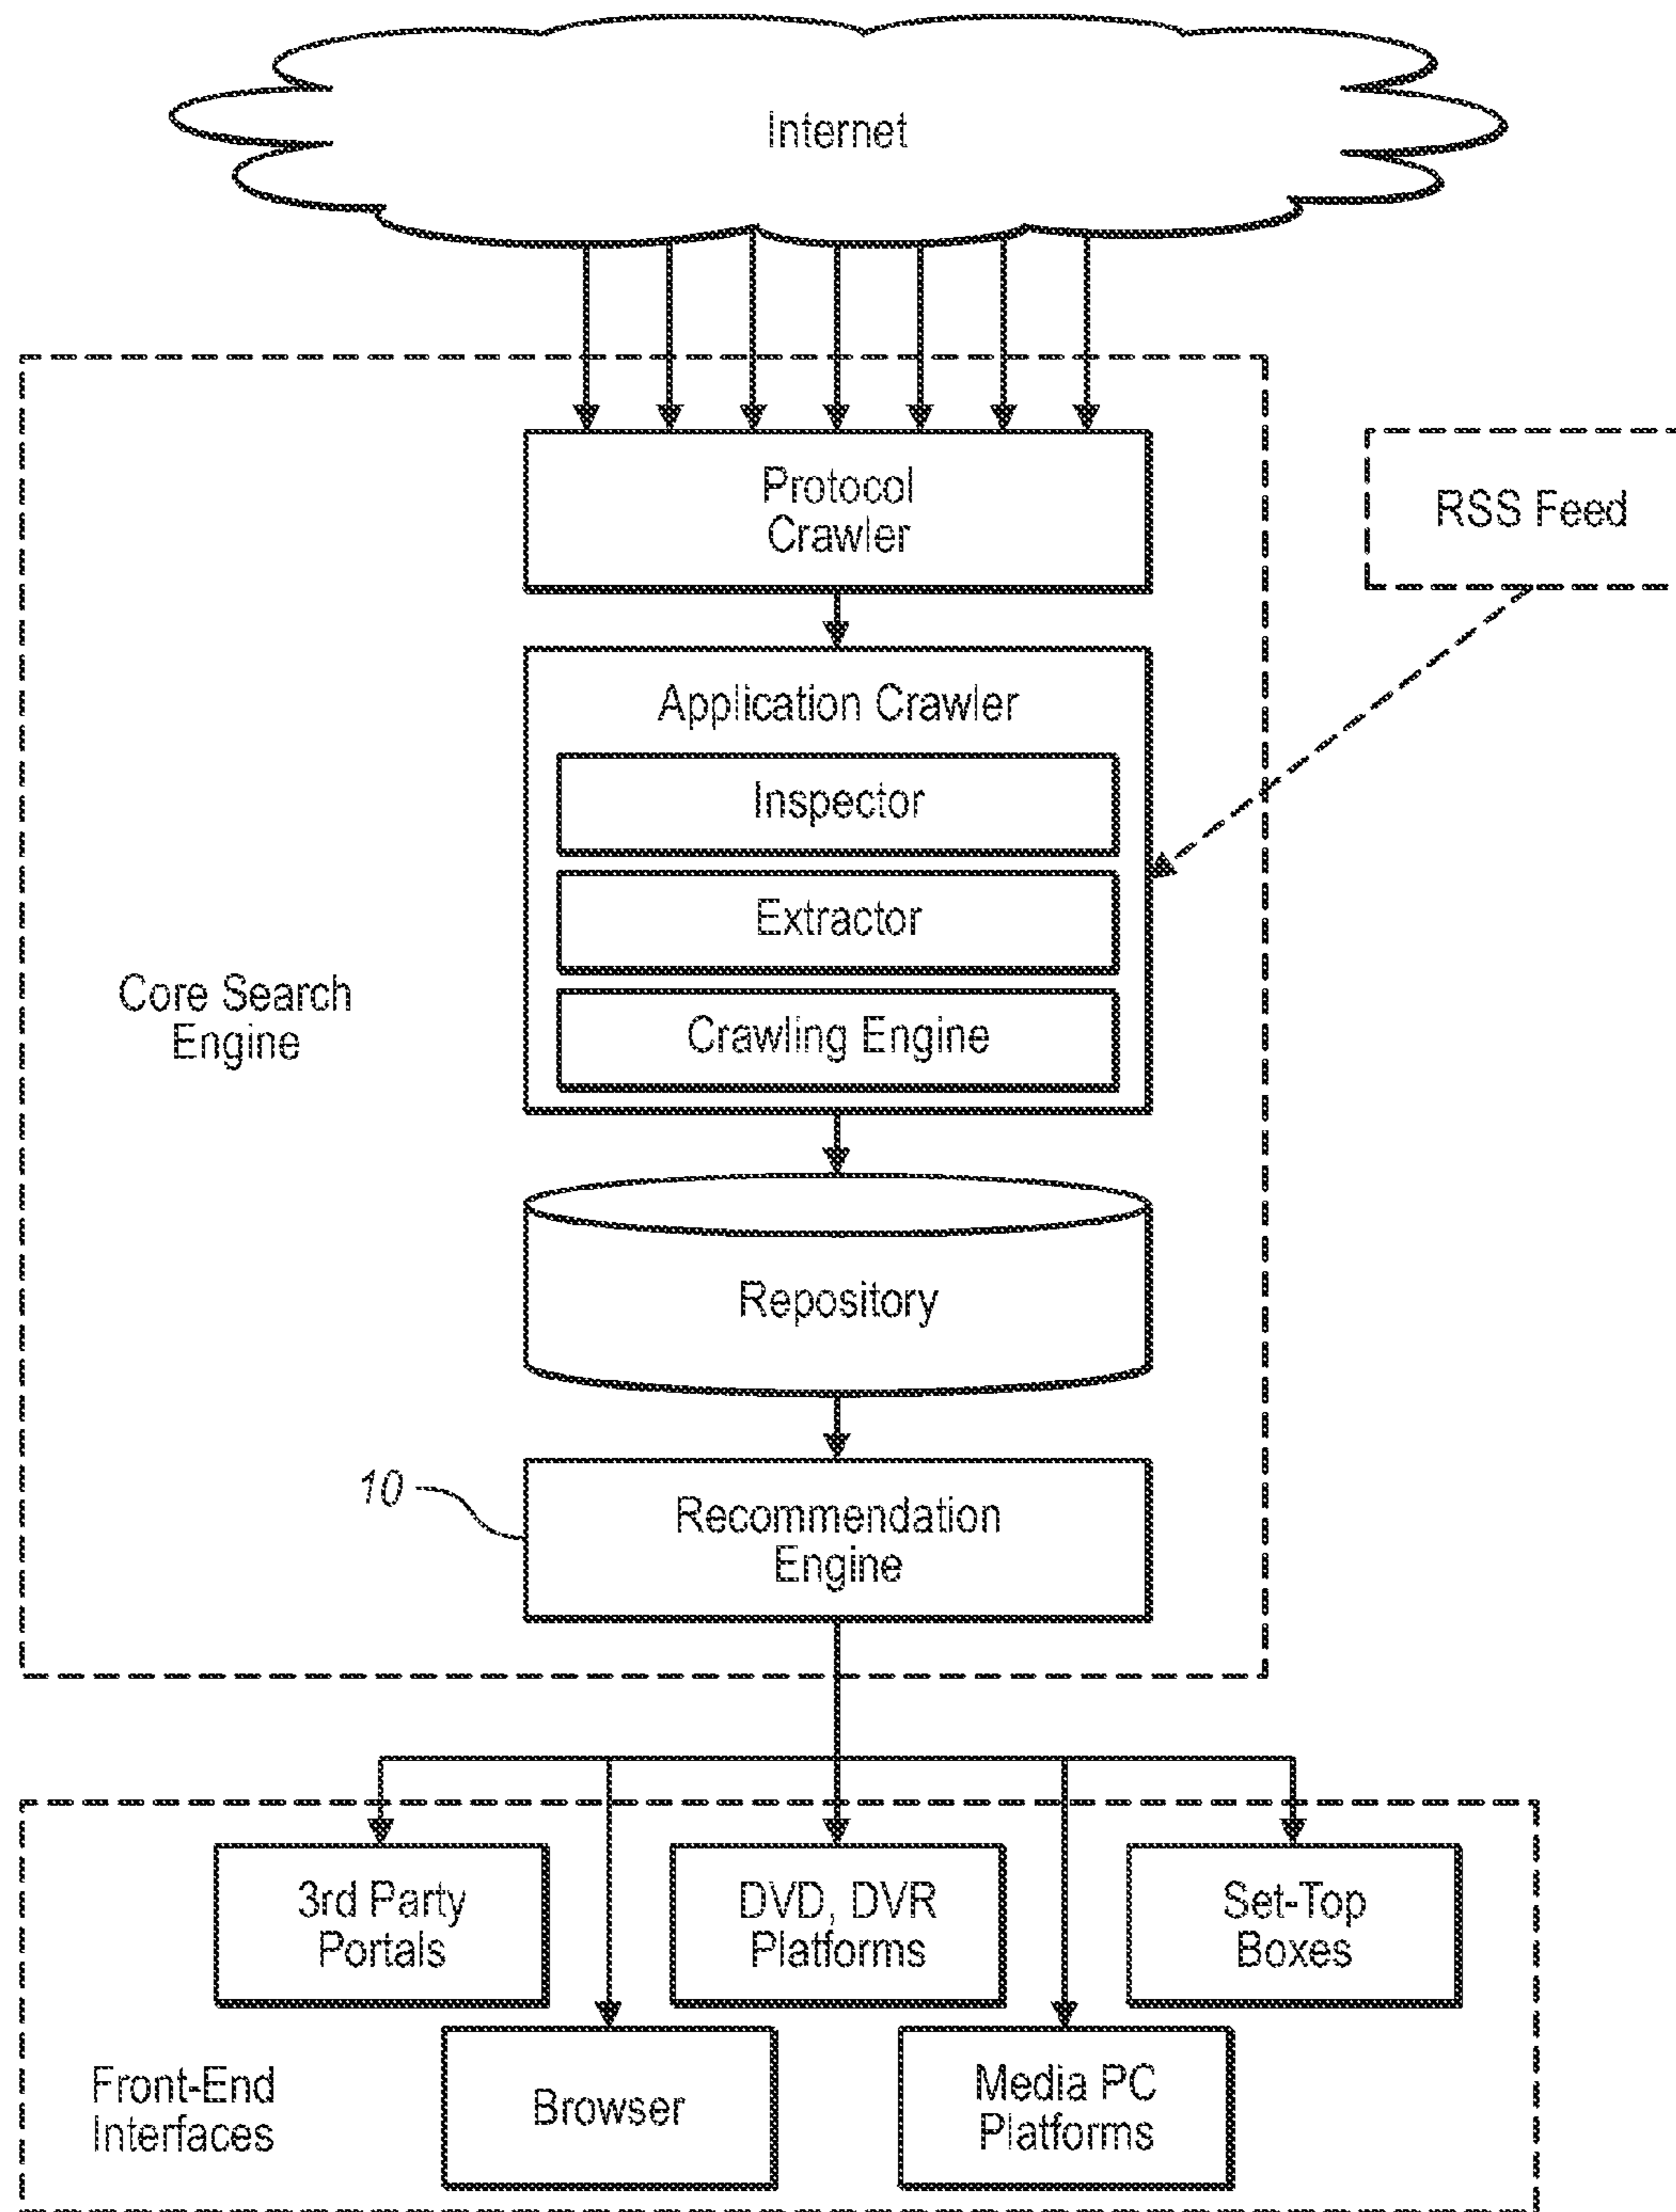 Internet
Protocol
Crawler
RSS Feed
Application Crawler
Inspector
Extractor
Core Search
Engine
Crawling Engine
Repository
10
Recommendation
Engine
3rd Party
Portals
DVD, DVR
Platforms
Set-Top
Boxes
Front-End
Interfaces
Browser
Media PC
Platforms